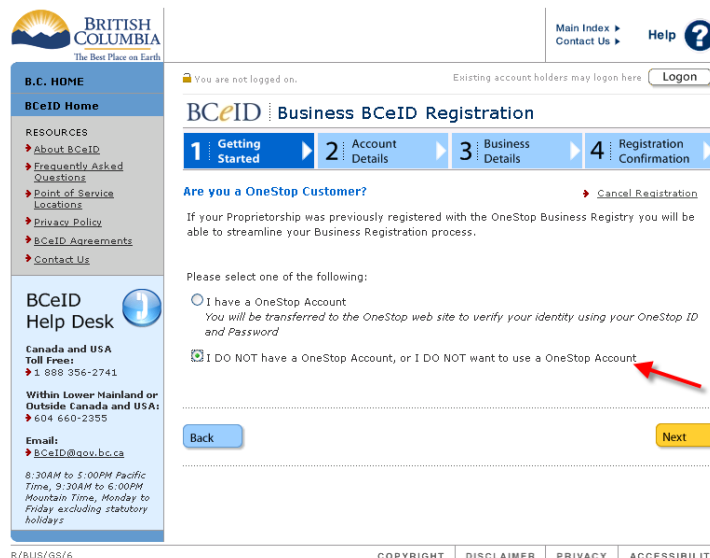 BRITISH
COLUMBIA
The Best Place on Earth
Main Index
Contact Us
Help ?
B.C. HOME
BCeID Home
RESOURCES
About BCeID
Frequently Asked
Questions
Point of Service
Locations
Privacy Policy
BCeID Agreements
Contact Us
BCeID
Help Desk
Canada and USA
Toll Free:
1 888 356-2741
Within Lower Mainland or
Outside Canada and USA:
604 660-2355
Email:
BCeID@gov.bc.ca
8:30AM to 5:00PM Pacific
Time, 9:30AM to 6:00PM
Mountain Time, Monday to
Friday excluding statutory
holidays
You are not logged on.
Existing account holders may logon here Logon
BCeID Business BCeID Registration
1 Getting Started
2 Account Details
3 Business Details
4 Registration Confirmation
Are you a OneStop Customer?
Cancel Registration
If your Proprietorship was previously registered with the OneStop Business Registry you will be
able to streamline your Business Registration process.
Please select one of the following:
I have a OneStop Account
You will be transferred to the OneStop web site to verify your identity using your OneStop ID
and Password
I DO NOT have a OneStop Account, or I DO NOT want to use a OneStop Account
Back
Next
R/BUS/GS/6
COPYRIGHT DISCLAIMER PRIVACY ACCESSIBILIT